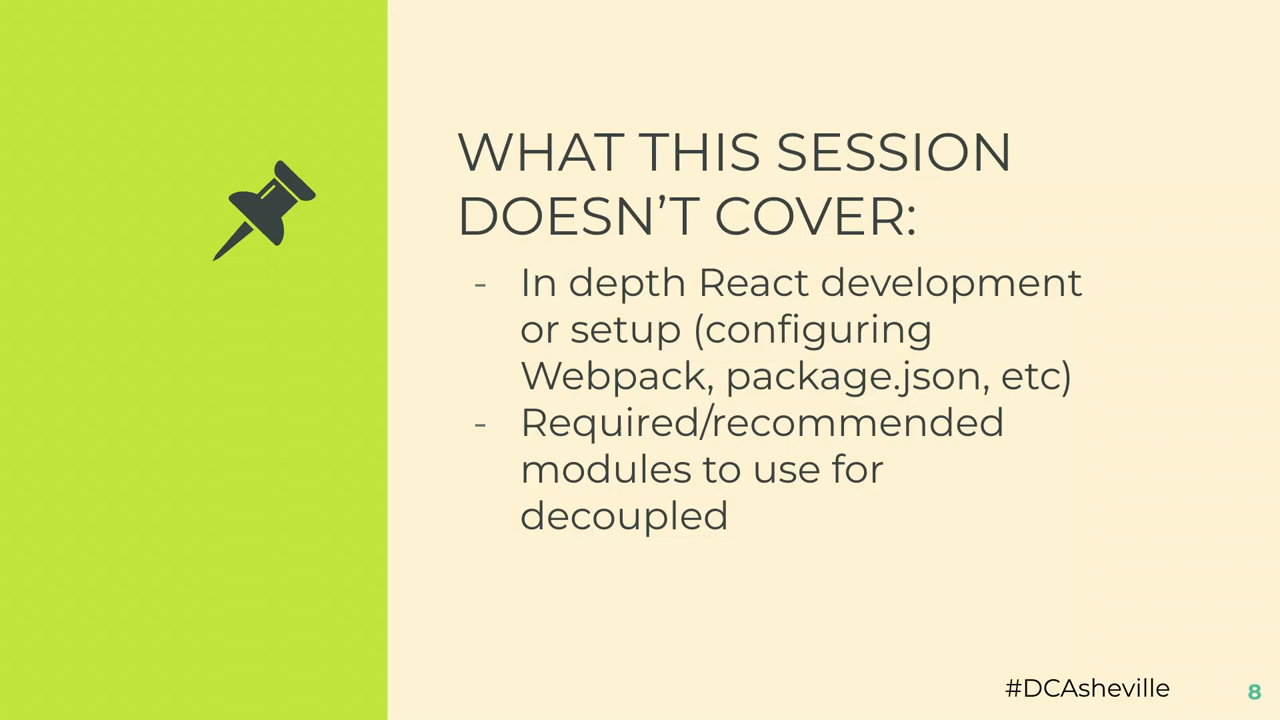 WHAT THIS SESSION
DOESN’T COVER:
- In depth React development
or setup (configuring
Webpack, package.json, etc)
- Required/recommended
modules to use for
decoupled
#DCAsheville
8